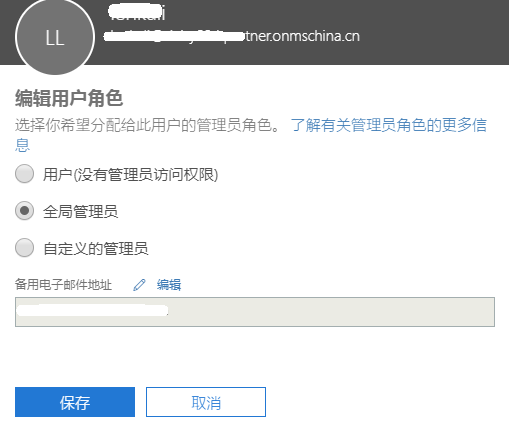 LL
tner.onmschina.cn
编辑用户角色
选择你希望分配给此用户的管理员角色。 了解有关管理员角色的更多信
息
用户(没有管理员访问权限)
全局管理员
自定义的管理员
备用电子邮件地址 编辑
保存 取消